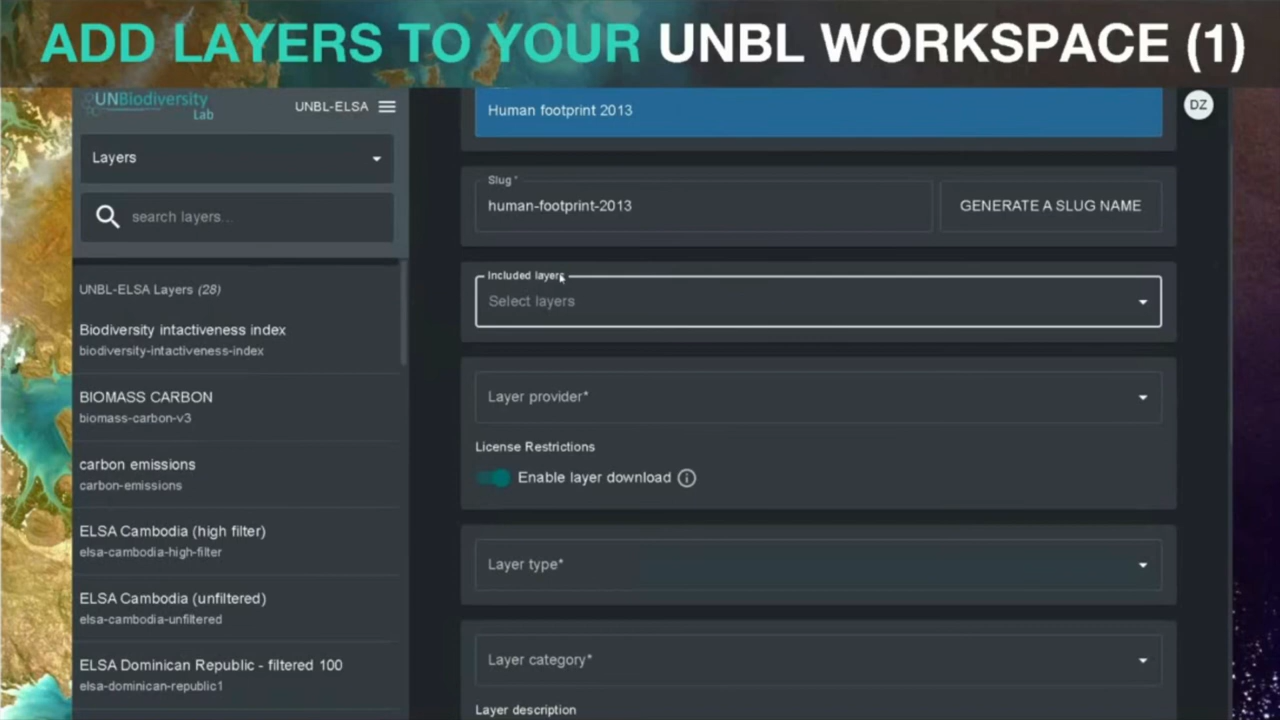 ADD LAYERS TO YOUR UNBL WORKSPACE (1)
UNBiodiversity
Lab
UNBL-ELSA
Layers
search layers...
UNBL-ELSA Layers (28)
Biodiversity intactiveness index
biodiversity-intactiveness-index
BIOMASS CARBON
biomass-carbon-v3
carbon emissions
carbon-emissions
ELSA Cambodia (high filter)
elsa-cambodia-high-filter
ELSA Cambodia (unfiltered)
elsa-cambodia-unfiltered
ELSA Dominican Republic - filtered 100
elsa-dominican-republic1
Human footprint 2013
DZ
Slug*
human-footprint-2013
GENERATE A SLUG NAME
Included layers
Select layers
Layer provider*
License Restrictions
Enable layer download
Layer type*
Layer category*
Layer description